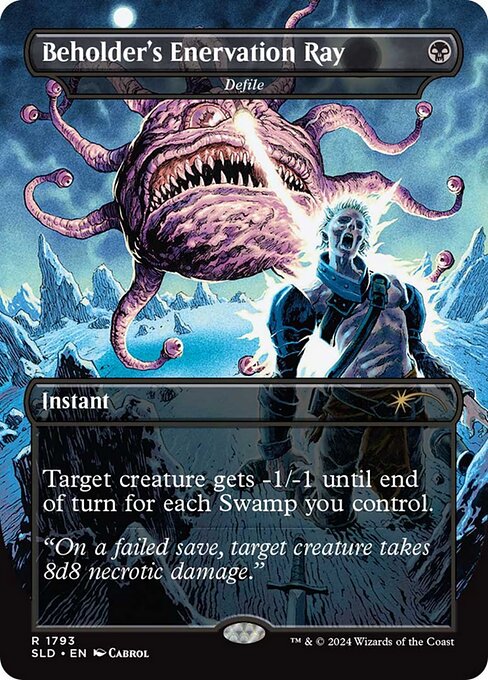 Beholder's Enervation Ray
Defile
Instant
Target creature gets -1/-1 until end
of turn for each Swamp you control.
“On a failed save, target creature takes
8d8 necrotic damage.”
R 1793
SLD • EN CABROL
™ & © 2024 Wizards of the Coast